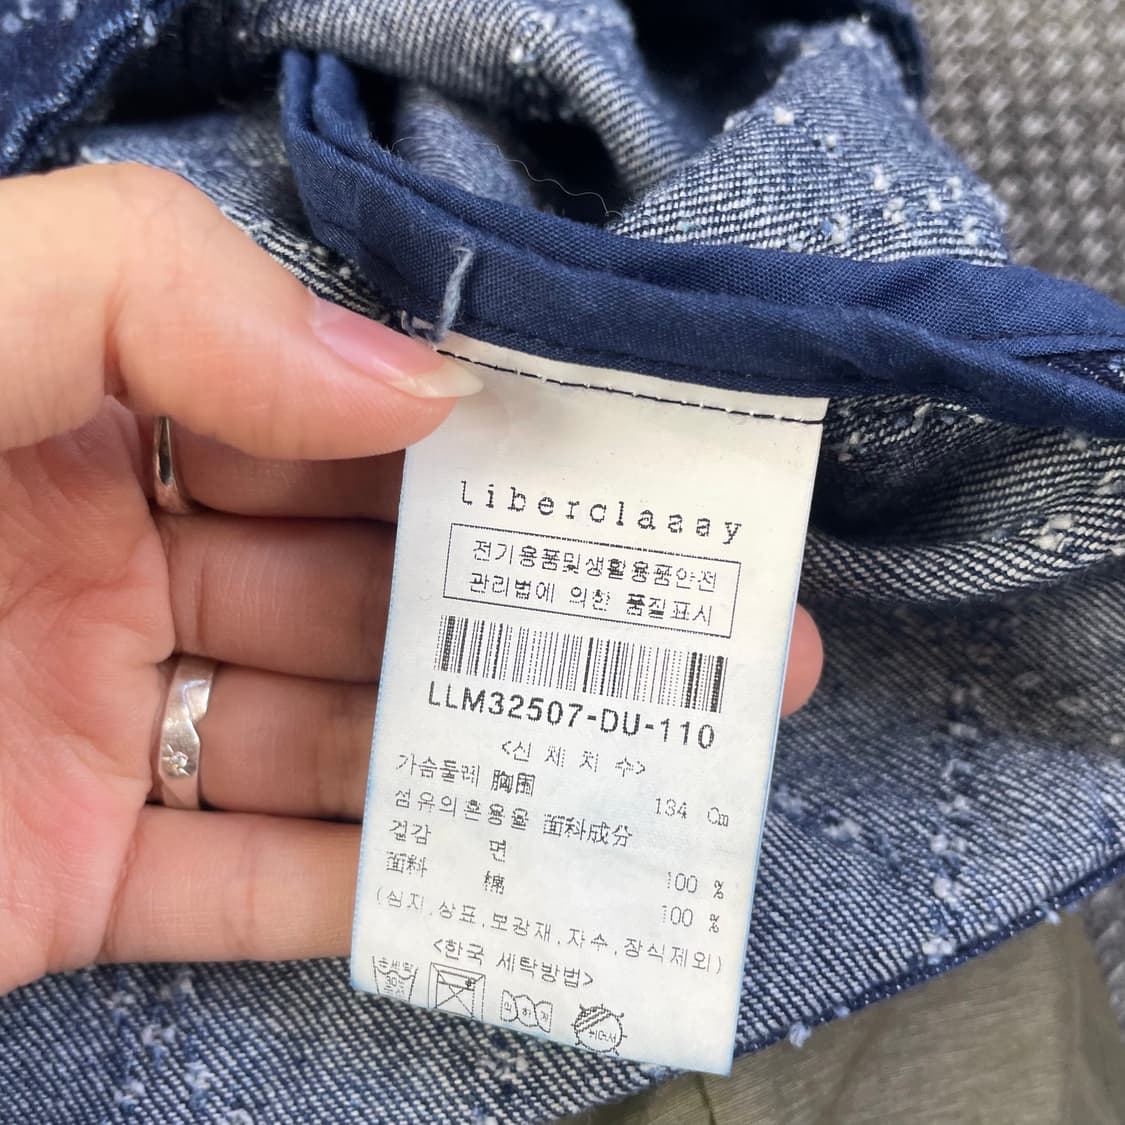 liberclassy
전기용품및생활용품안전
관리법에 의한 품질표시
LLM32507-DU-110
<신 체 치 수>
가슴둘레 胸围 134 Cm
섬유의혼용율 面料成分
겉감 면 100 %
面料 棉 100 %
(심지,상표,보강재,자수,장식제외)
<한국 세탁방법>